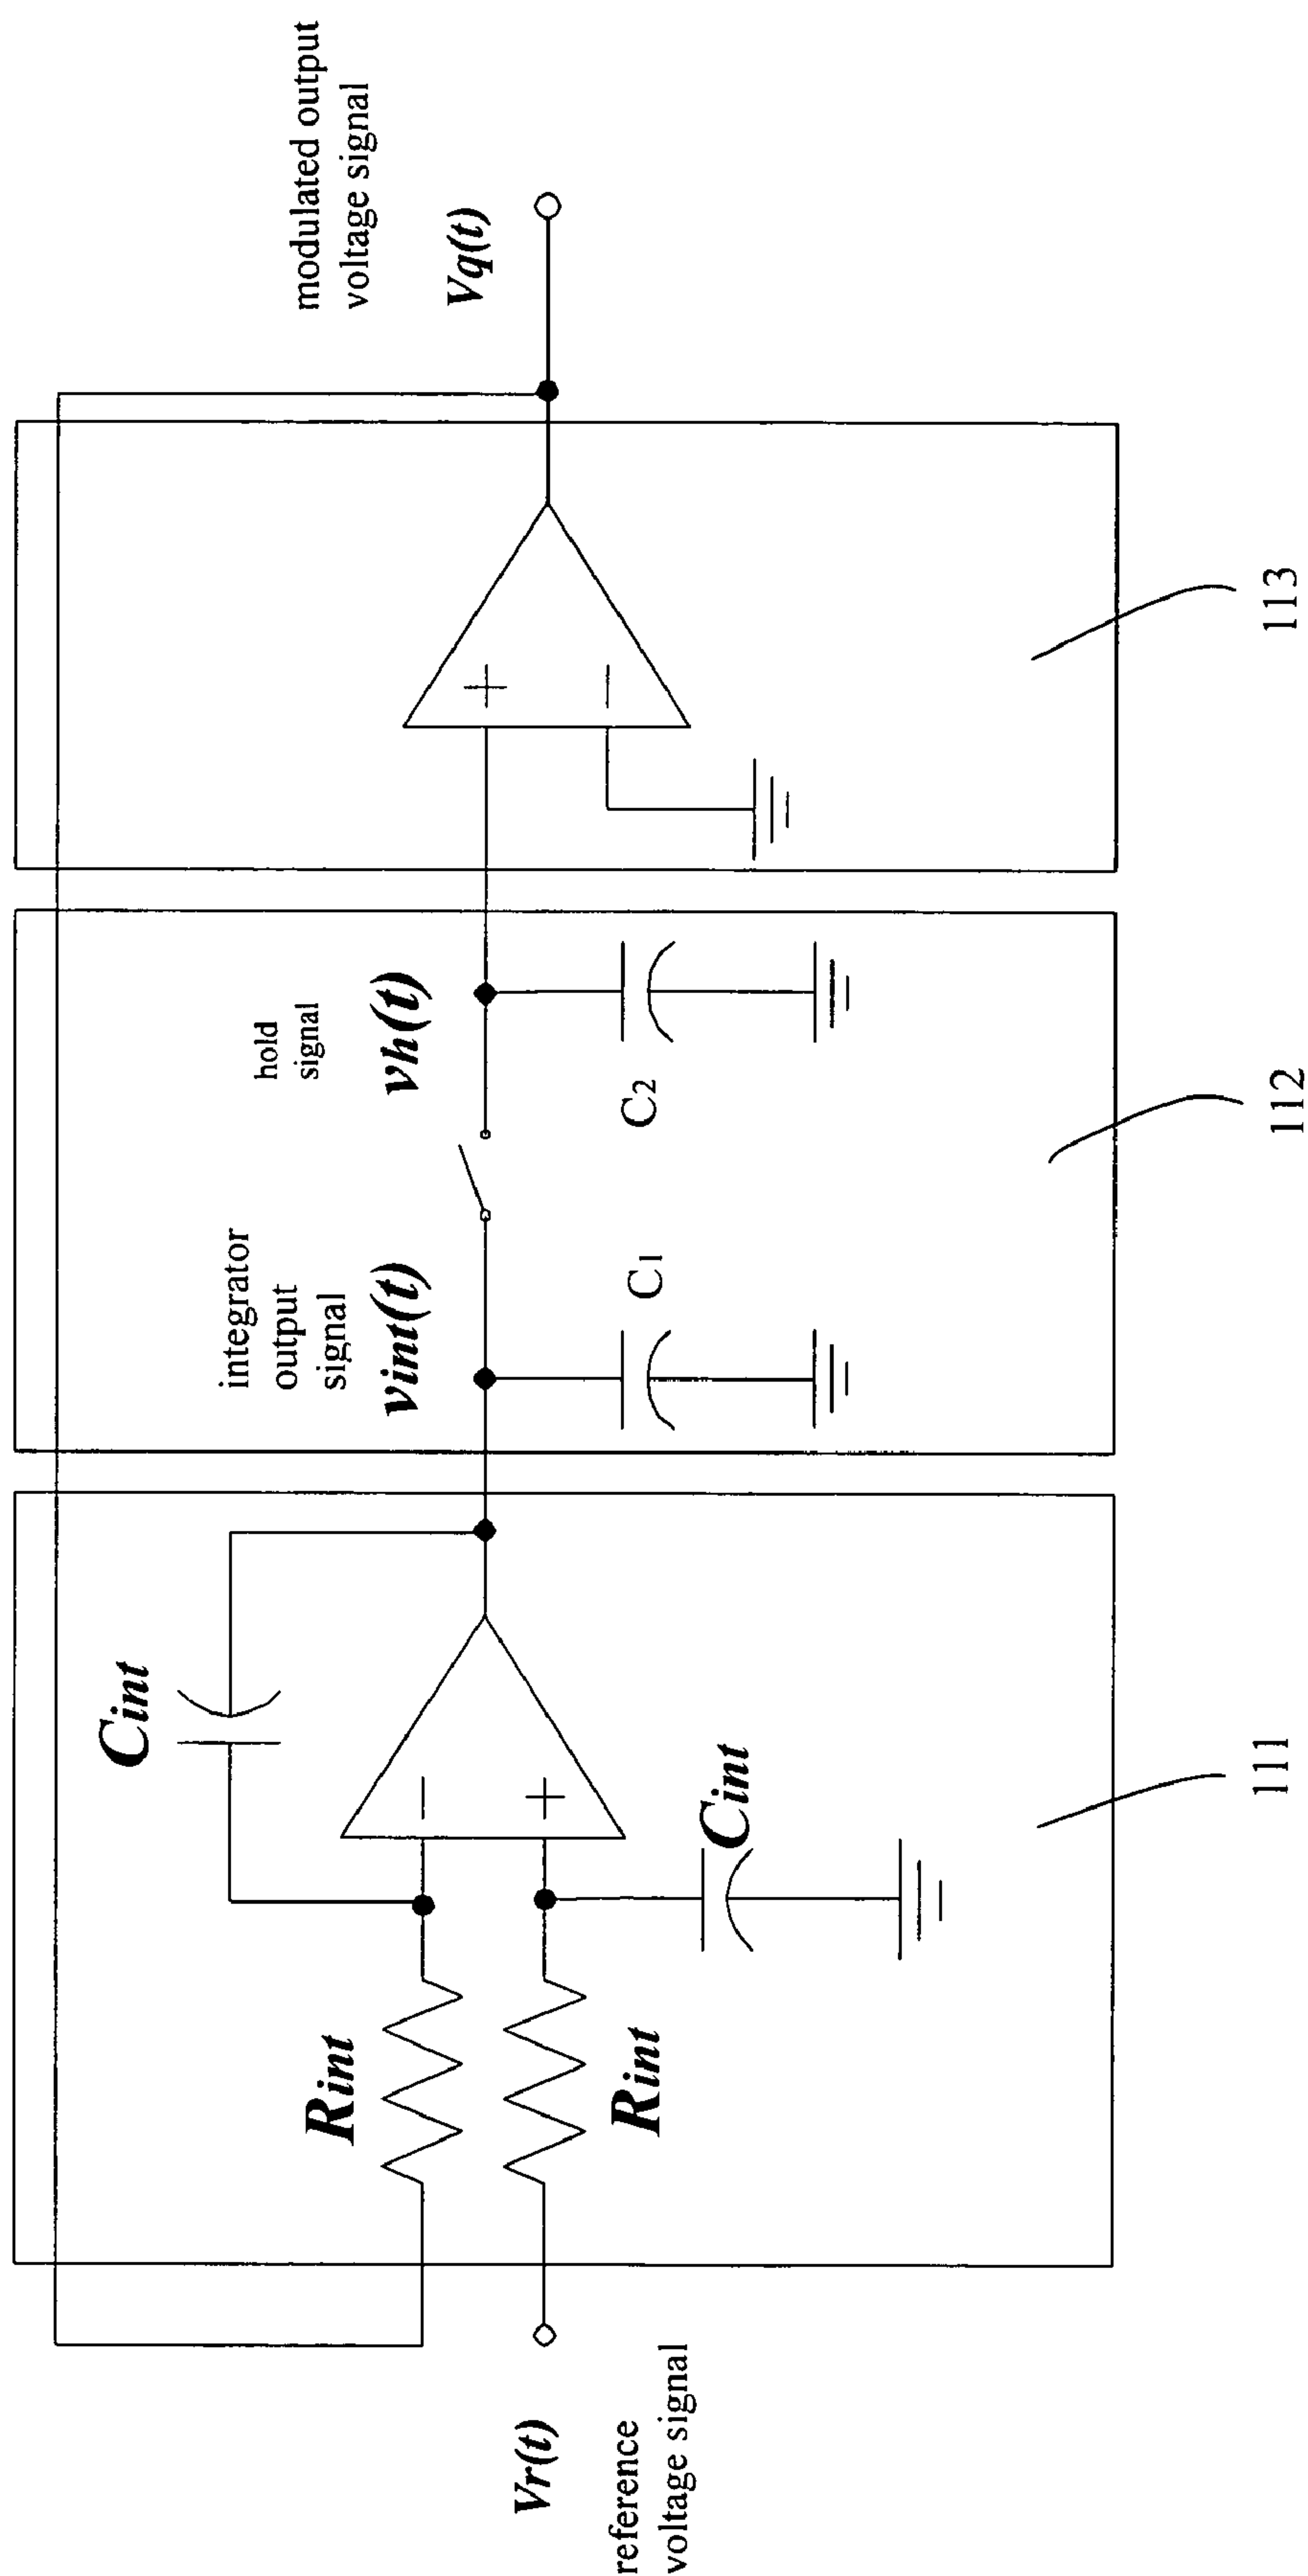 modulated output
voltage signal
Vq(t)
hold
signal
vh(t)
integrator
output
signal
vint(t)
C2
C1
Cint
Cint
Rint
Rint
Vr(t)
reference
voltage signal
+
−
−
+
111
112
113